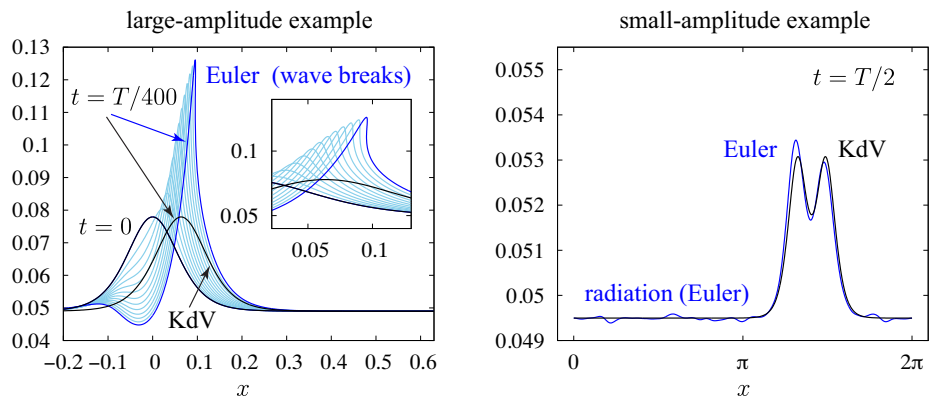 large-amplitude example
0.13
0.12
0.11
0.1
0.09
0.08
0.07
0.06
0.05
0.04
−0.2 −0.1 0 0.1 0.2 0.3 0.4 0.5 0.6
x
Euler (wave breaks)
t = T/400
t = 0
KdV
0.1
0.05
0.05 0.1
small-amplitude example
0.055
0.054
0.053
0.052
0.051
0.05
0.049
0 π 2π
x
t = T/2
Euler
KdV
radiation (Euler)